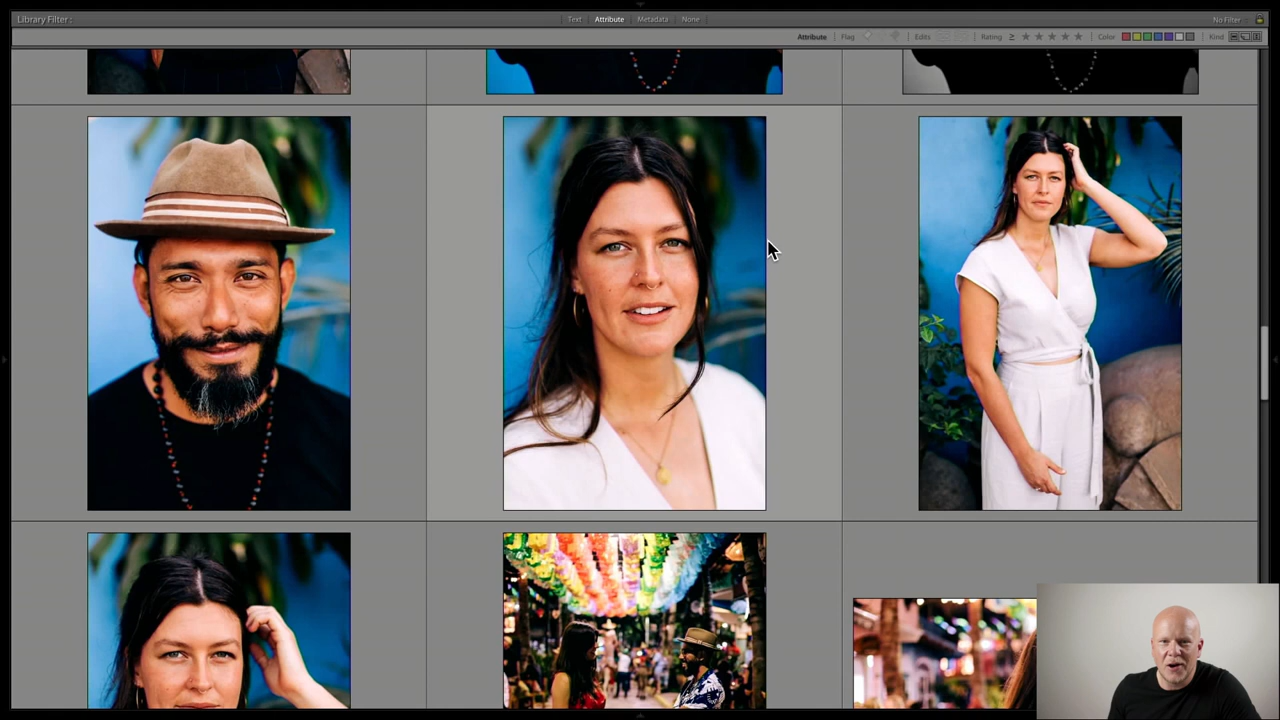 Library Filter : Text Attribute Metadata None No Filter
Attribute Flag Edits Rating ≥ ★ ★ ★ ★ ★ Color Kind